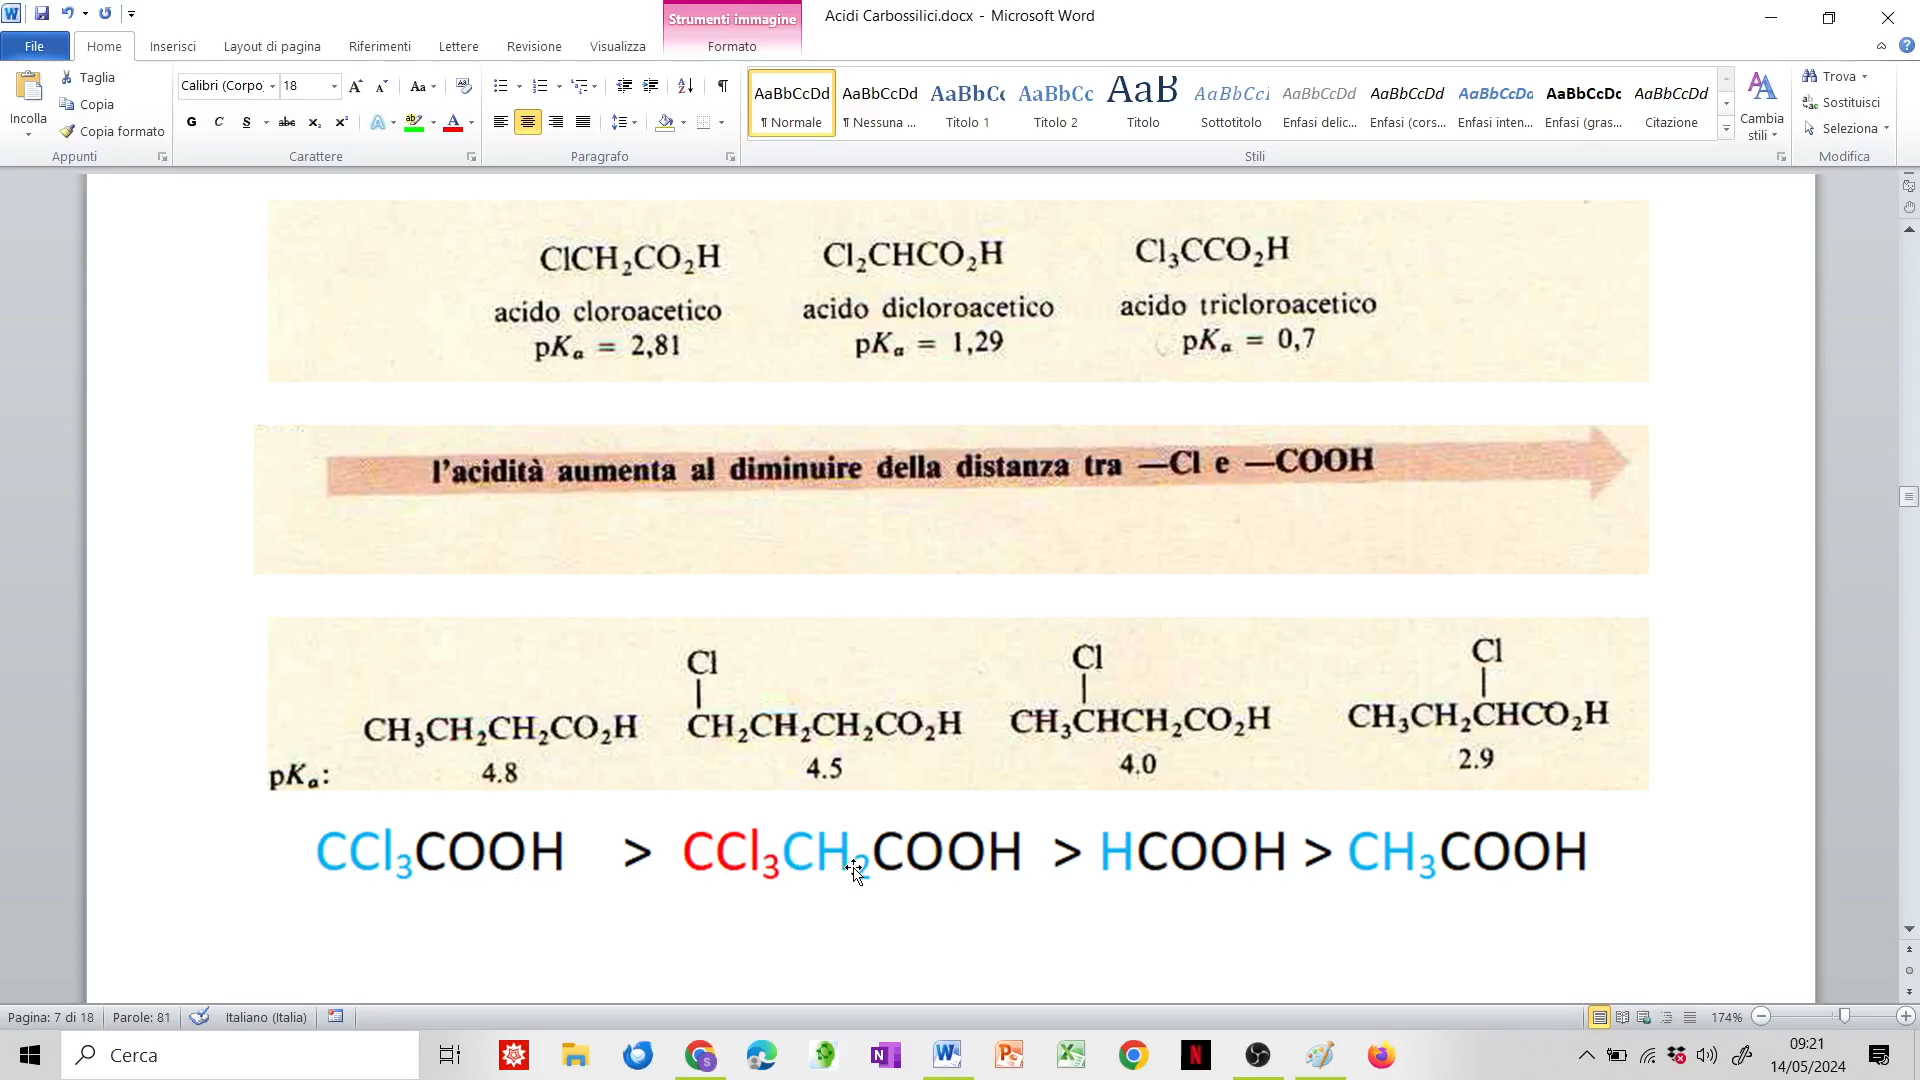 Strumenti immagine
Acidi Carbossilici.docx - Microsoft Word
File Home Inserisci Layout di pagina Riferimenti Lettere Revisione Visualizza Formato
Incolla
Taglia
Copia
Copia formato
Appunti
Calibri (Corpo) 18
G C S abc x₂ x²
Carattere
Paragrafo
AaBbCcDd AaBbCcDd AaBbCc AaBbCc AaB AaBbCcI AaBbCcDd AaBbCcDd AaBbCcDd AaBbCcDc AaBbCcDd
¶ Normale ¶ Nessuna ... Titolo 1 Titolo 2 Titolo Sottotitolo Enfasi delic... Enfasi (cors... Enfasi inten... Enfasi (gras... Citazione
Stili
Cambia stili
Trova
Sostituisci
Seleziona
Modifica
ClCH₂CO₂H Cl₂CHCO₂H Cl₃CCO₂H
acido cloroacetico acido dicloroacetico acido tricloroacetico
pKₐ = 2,81 pKₐ = 1,29 pKₐ = 0,7
l'acidità aumenta al diminuire della distanza tra —Cl e —COOH
Cl Cl Cl
CH₃CH₂CH₂CO₂H CH₂CH₂CH₂CO₂H CH₃CHCH₂CO₂H CH₃CH₂CHCO₂H
pKₐ: 4.8 4.5 4.0 2.9
CCl₃COOH > CCl₃CH₂COOH > HCOOH > CH₃COOH
Pagina: 7 di 18 Parole: 81 Italiano (Italia) 174%
Cerca
09:21
14/05/2024